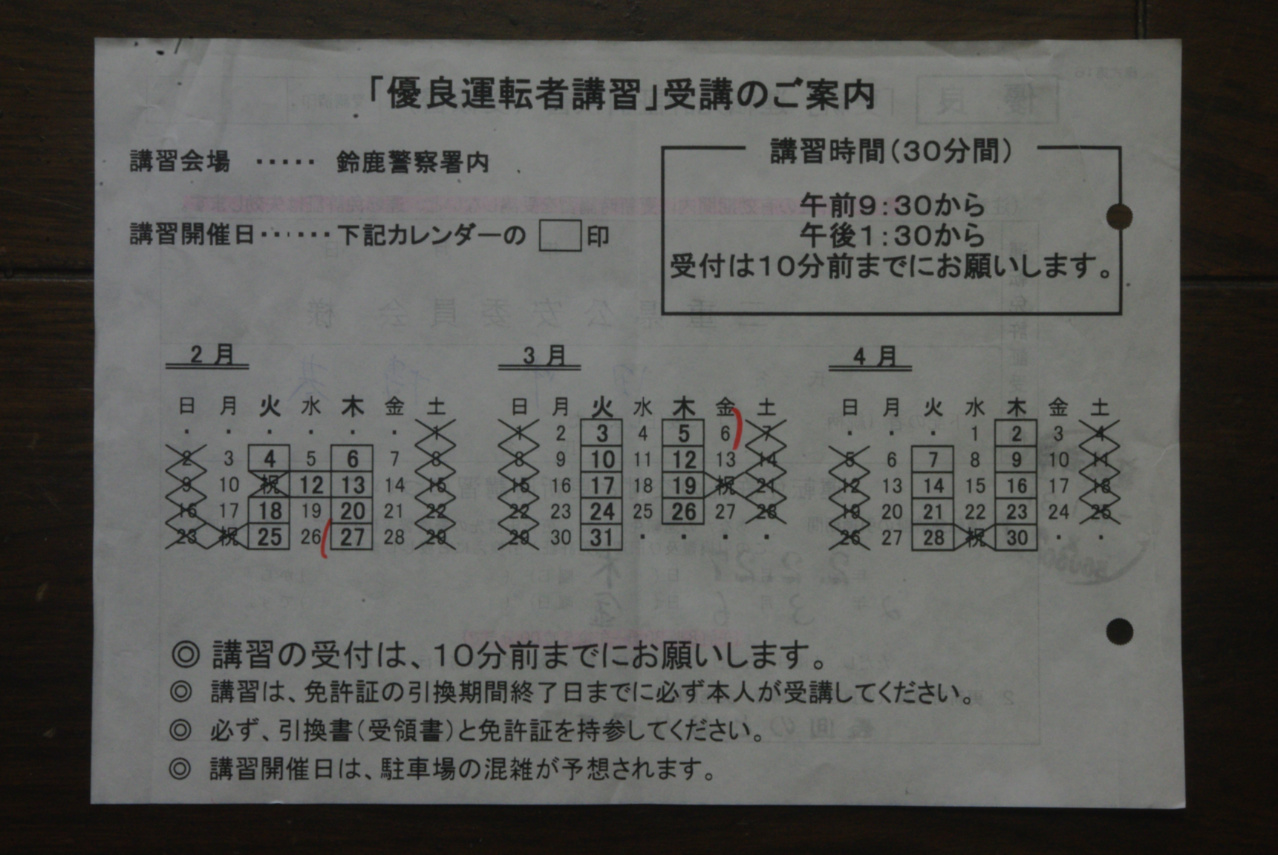 「優良運転者講習」受講のご案内
講習会場 ‥‥‥ 鈴鹿警察署内
講習開催日‥‥‥‥下記カレンダーの □ 印
講習時間(30分間)
午前9:30から
午後1:30から
受付は10分前までにお願いします。
2 月
日 月 火 水 木 金 土
・ ・ ・ ・ ・ ・ 1
2 3 4 5 6 7 8
9 10 祝 12 13 14 15
16 17 18 19 20 21 22
23 祝 25 26 27 28 29
3 月
日 月 火 水 木 金 土
1 2 3 4 5 6 7
8 9 10 11 12 13 14
15 16 17 18 19 祝 21
22 23 24 25 26 27 28
29 30 31 ・ ・ ・ ・
4 月
日 月 火 水 木 金 土
・ ・ ・ 1 2 3 4
5 6 7 8 9 10 11
12 13 14 15 16 17 18
19 20 21 22 23 24 25
26 27 28 祝 30 ・ ・
◎ 講習の受付は、10分前までにお願いします。
◎ 講習は、免許証の引換期間終了日までに必ず本人が受講してください。
◎ 必ず、引換書(受領書)と免許証を持参してください。
◎ 講習開催日は、駐車場の混雑が予想されます。